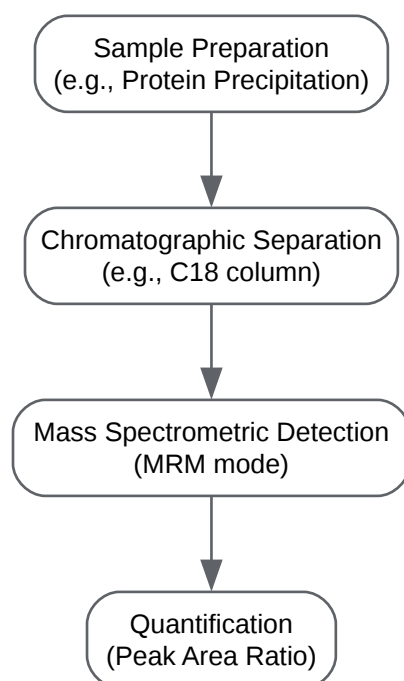 Sample Preparation
(e.g., Protein Precipitation)
Chromatographic Separation
(e.g., C18 column)
Mass Spectrometric Detection
(MRM mode)
Quantification
(Peak Area Ratio)